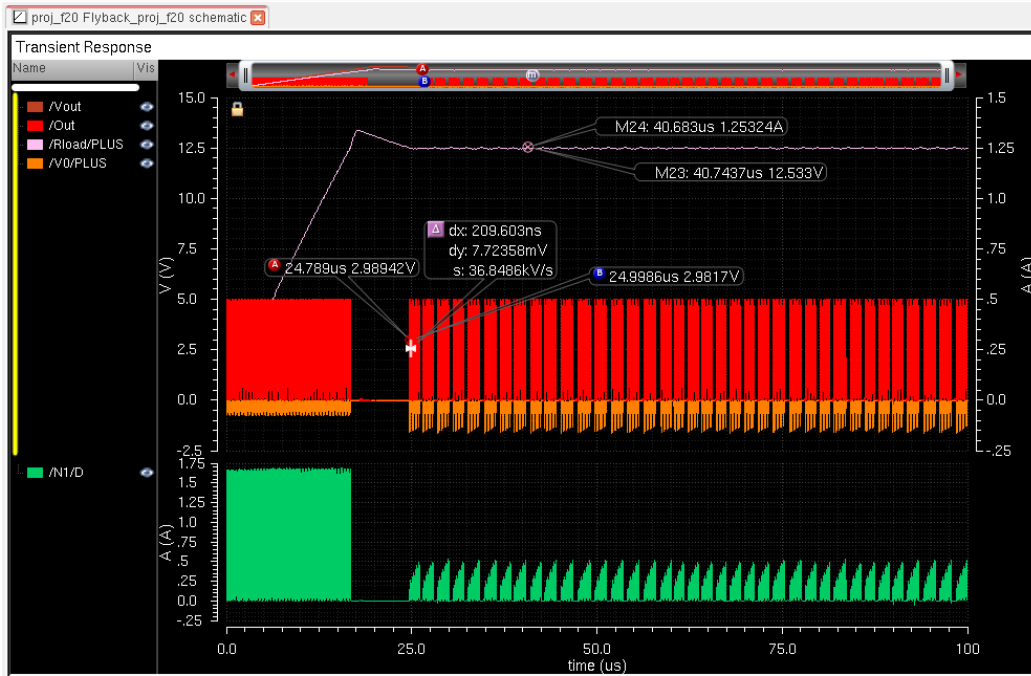 proj_f20 Flyback_proj_f20 schematic
Transient Response
Name Vis
/Vout
/Out
/Rload/PLUS
/V0/PLUS
/N1/D
A
B
m
15.0
12.5
10.0
7.5
5.0
2.5
0.0
-2.5
V (V)
1.5
1.25
1.0
.75
.5
.25
0.0
-.25
A (A)
M24: 40.683us 1.25324A
M23: 40.7437us 12.533V
Δ dx: 209.603ns
dy: 7.72358mV
s: 36.8486kV/s
A 24.789us 2.98942V
B 24.9986us 2.9817V
1.75
1.5
1.25
1.0
.75
.5
.25
0.0
-.25
A (A)
0.0 25.0 50.0 75.0 100
time (us)